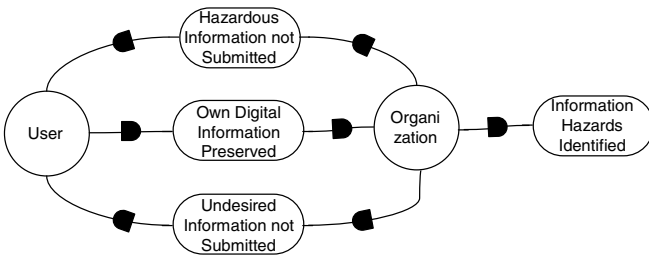 Hazardous
Information not
Submitted
User
Own Digital
Information
Preserved
Organi
zation
Information
Hazards
Identified
Undesired
Information not
Submitted